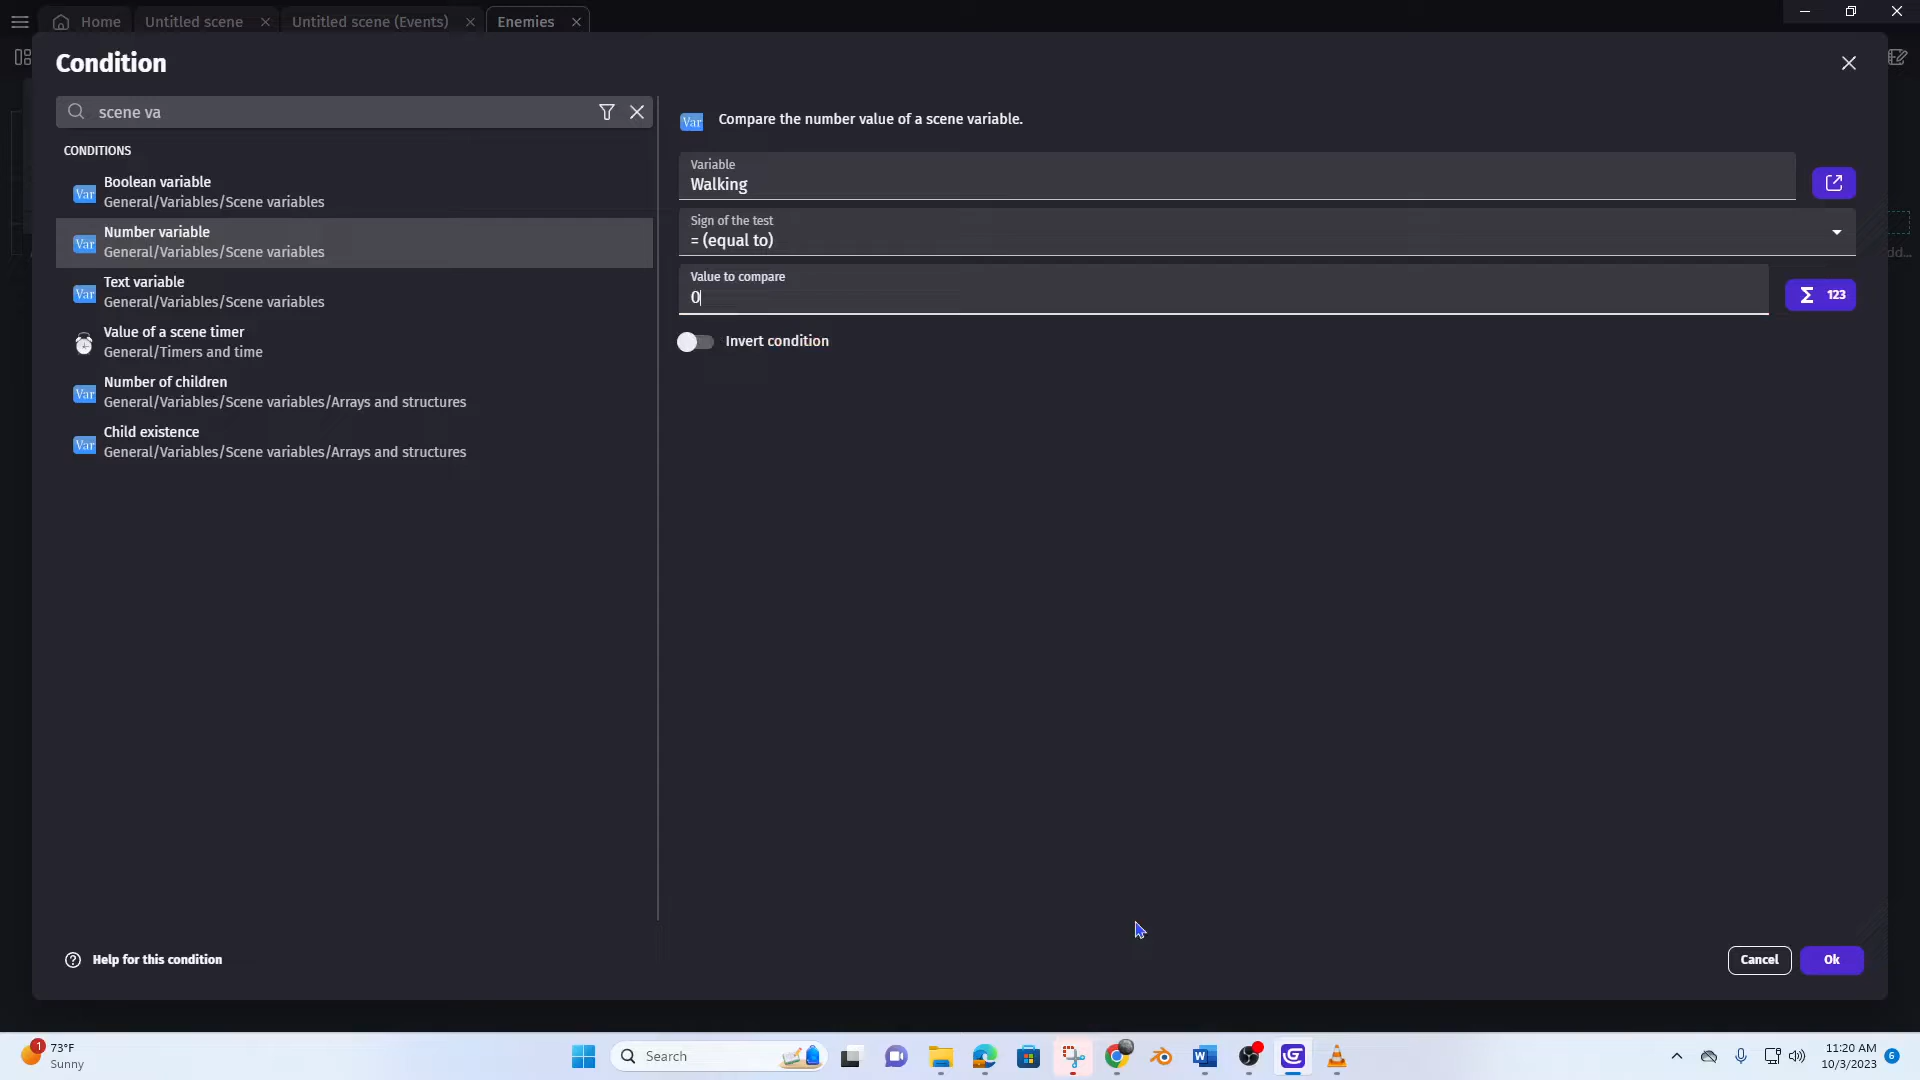 Home
Untitled scene
Untitled scene (Events)
Enemies
Condition
scene va
CONDITIONS
Boolean variable
General/Variables/Scene variables
Number variable
General/Variables/Scene variables
Text variable
General/Variables/Scene variables
Value of a scene timer
General/Timers and time
Number of children
General/Variables/Scene variables/Arrays and structures
Child existence
General/Variables/Scene variables/Arrays and structures
Var Compare the number value of a scene variable.
Variable
Walking
Sign of the test
= (equal to)
Value to compare
0
Σ 123
Invert condition
dd...
Help for this condition
Cancel
Ok
1
73°F
Sunny
Search
11:20 AM
10/3/2023
6